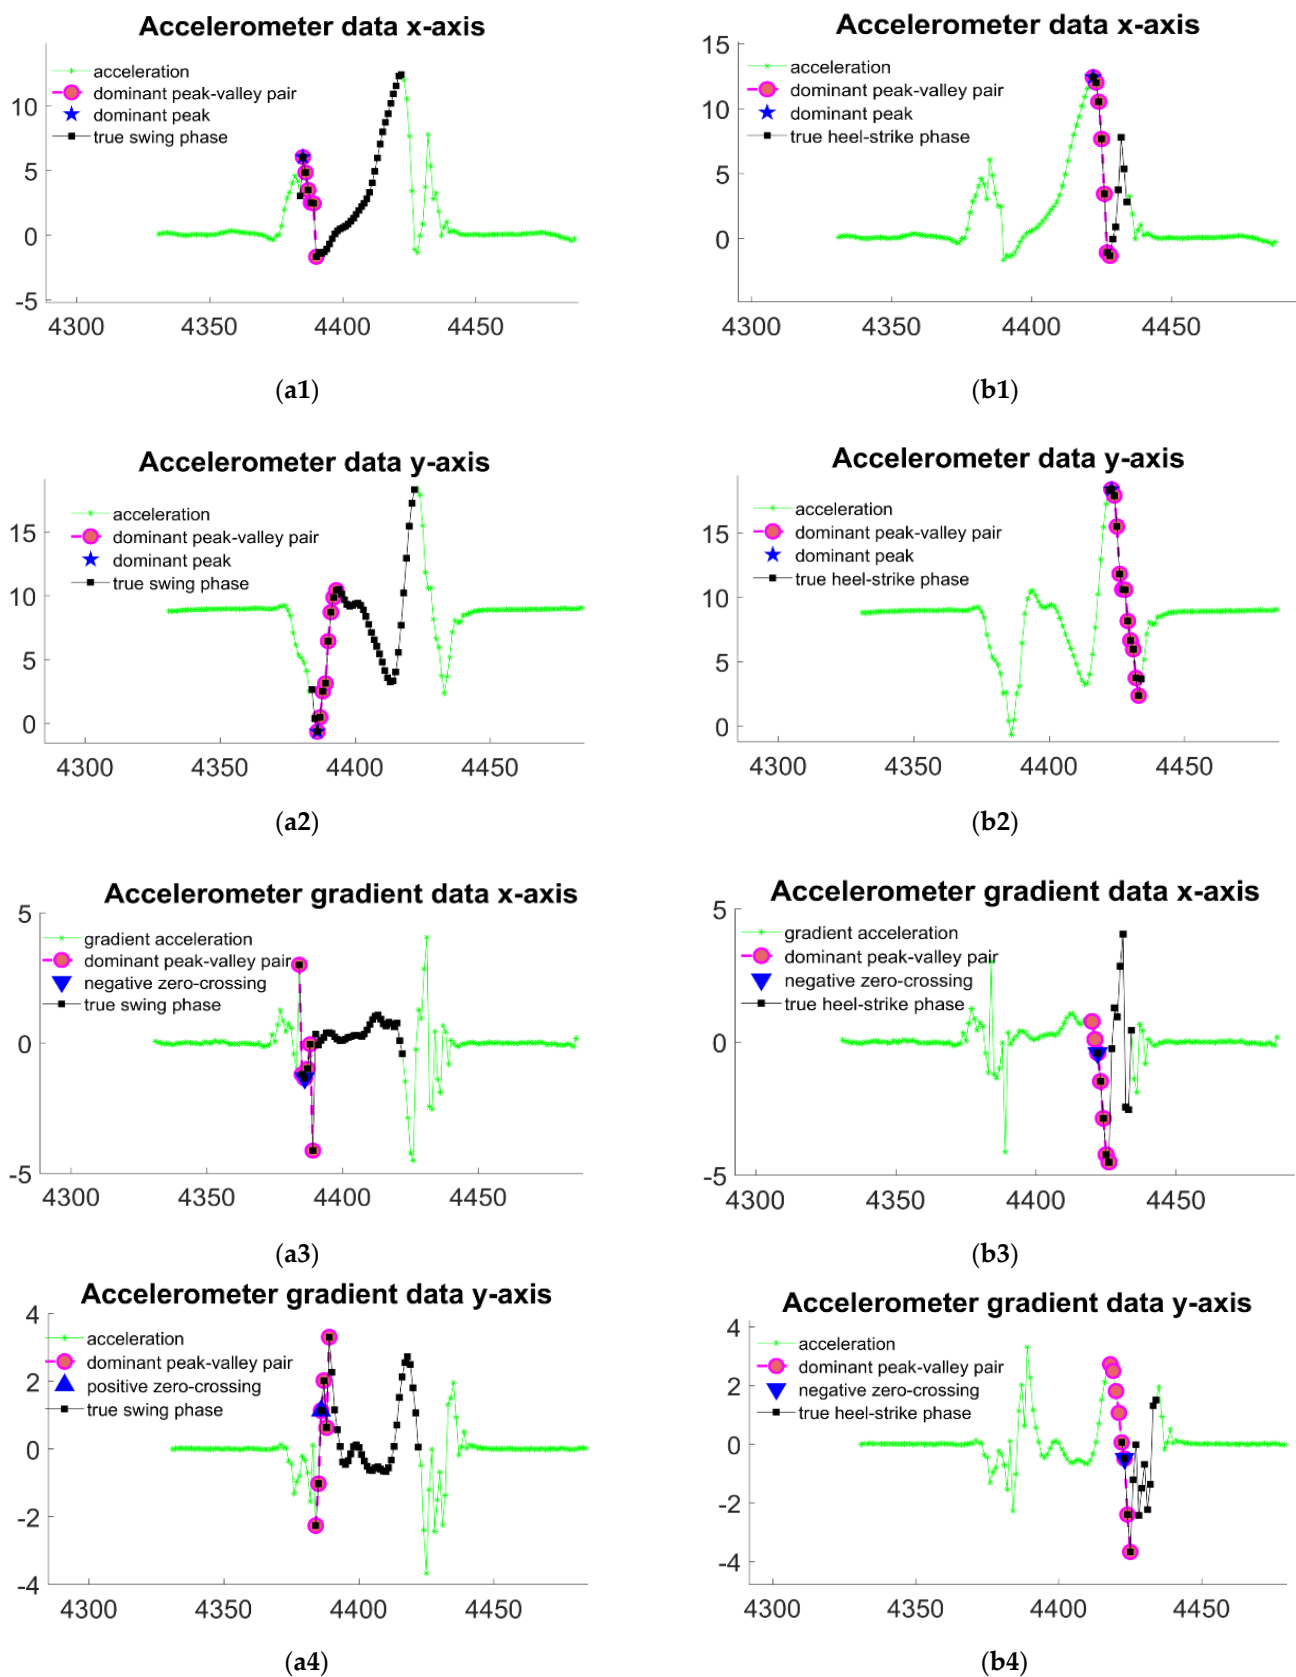 Accelerometer data x-axis
acceleration
dominant peak-valley pair
dominant peak
true swing phase
10
5
0
-5
4300 4350 4400 4450
(a1)
Accelerometer data x-axis
15
acceleration
dominant peak-valley pair
dominant peak
true heel-strike phase
10
5
0
4300 4350 4400 4450
(b1)
Accelerometer data y-axis
acceleration
dominant peak-valley pair
dominant peak
true swing phase
15
10
5
0
4300 4350 4400 4450
(a2)
Accelerometer data y-axis
acceleration
dominant peak-valley pair
dominant peak
true heel-strike phase
15
10
5
0
4300 4350 4400 4450
(b2)
Accelerometer gradient data x-axis
5
gradient acceleration
dominant peak-valley pair
negative zero-crossing
true swing phase
0
-5
4300 4350 4400 4450
(a3)
Accelerometer gradient data x-axis
5
gradient acceleration
dominant peak-valley pair
negative zero-crossing
true heel-strike phase
0
-5
4300 4350 4400 4450
(b3)
Accelerometer gradient data y-axis
4
acceleration
dominant peak-valley pair
positive zero-crossing
true swing phase
2
0
-2
-4
4300 4350 4400 4450
(a4)
Accelerometer gradient data y-axis
4
acceleration
dominant peak-valley pair
negative zero-crossing
true heel-strike phase
2
0
-2
-4
4300 4350 4400 4450
(b4)